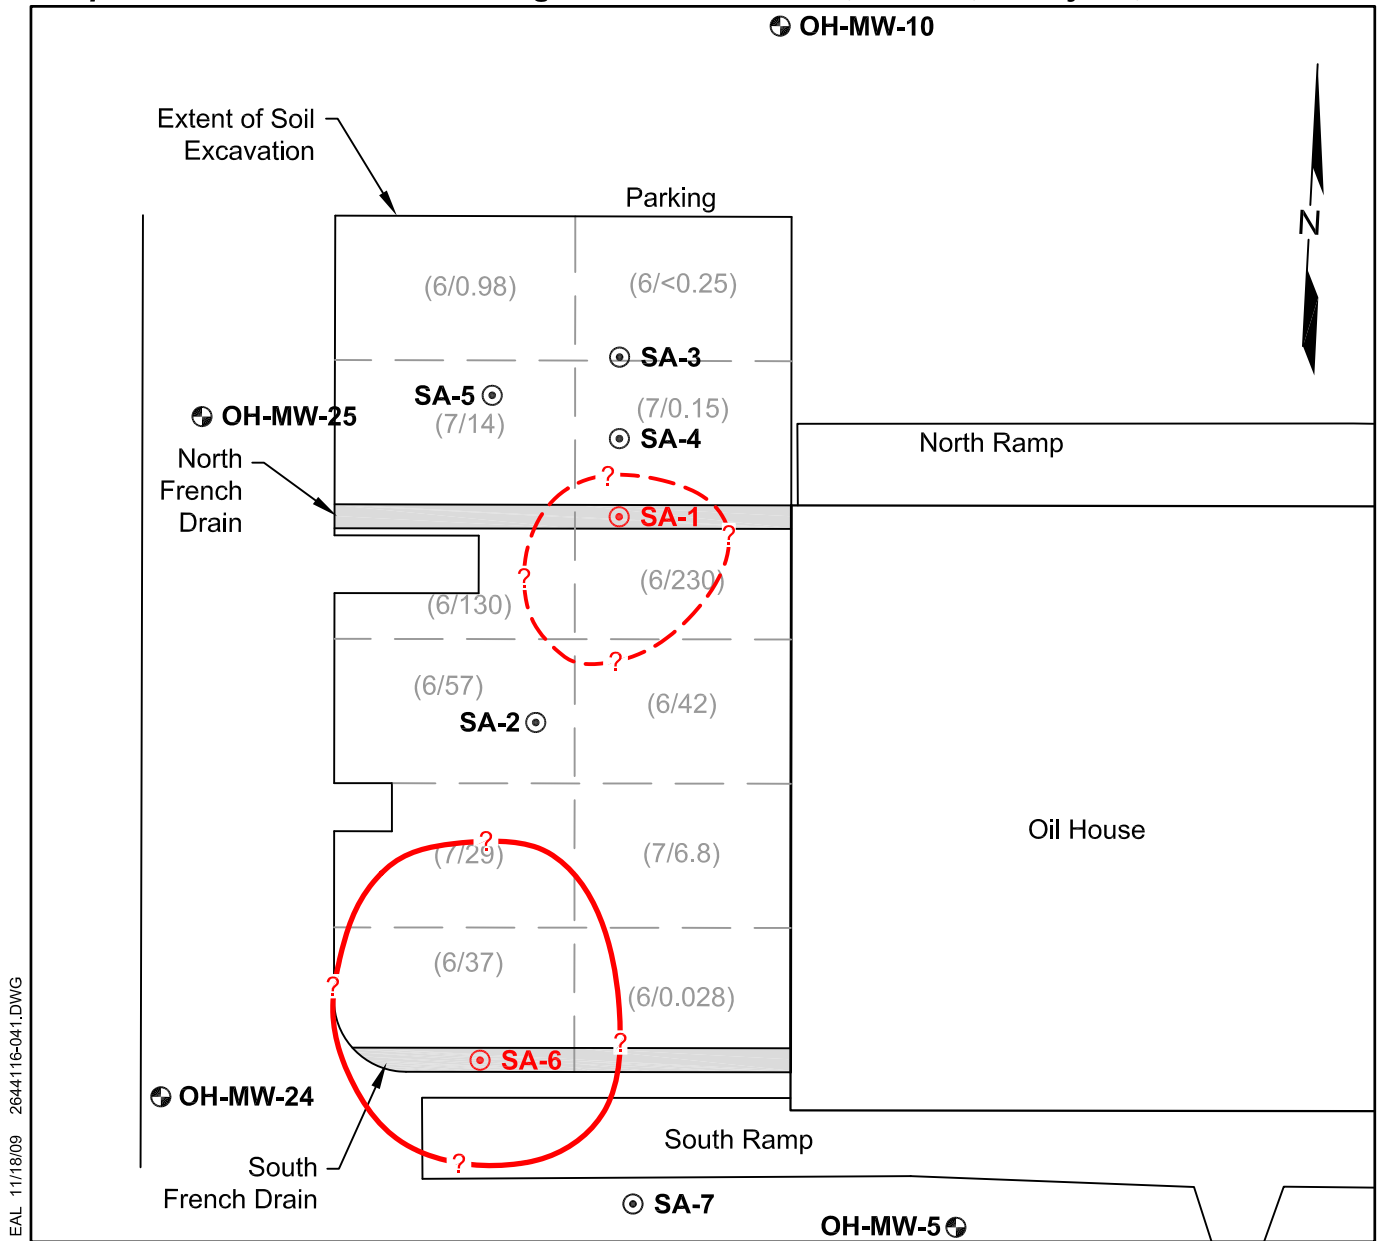 OH-MW-10
Extent of Soil
Excavation
Parking
N
(6/0.98)
(6/<0.25)
SA-3
SA-5
(7/14)
(7/0.15)
SA-4
OH-MW-25
North
French
Drain
North Ramp
?
SA-1
?
?
(6/230)
(6/130)
?
(6/57)
(6/42)
SA-2
Oil House
?
(7/29)
(7/6.8)
(6/37)
?
(6/0.028)
?
SA-6
OH-MW-24
South Ramp
?
South
French Drain
SA-7
OH-MW-5
EAL 11/18/09 2644116-041.DWG